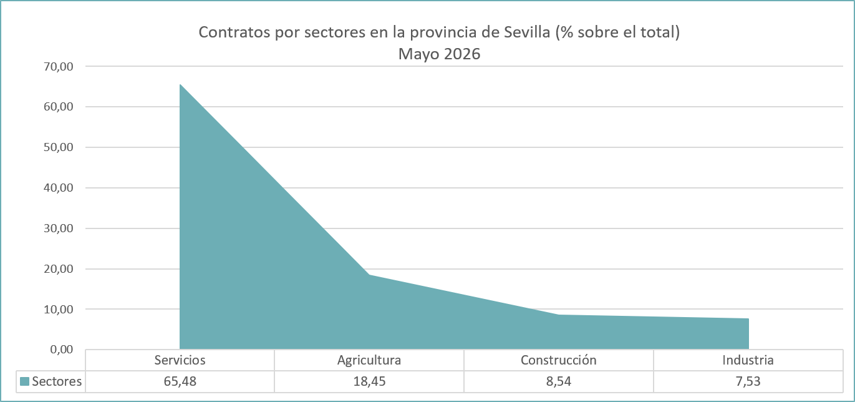 Contratos por sectores en la provincia de Sevilla (% sobre el total)
Mayo 2026
70,00
60,00
50,00
40,00
30,00
20,00
10,00
0,00
Servicios Agricultura Construcción Industria
Sectores 65,48 18,45 8,54 7,53